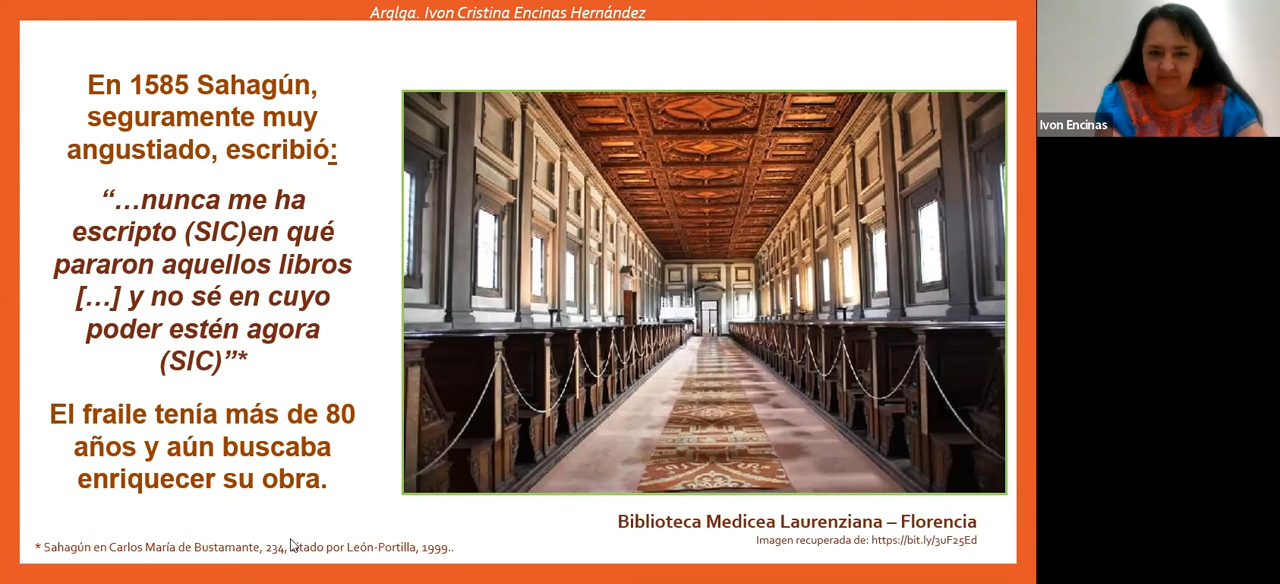 Arqlga. Ivon Cristina Encinas Hernández
En 1585 Sahagún,
seguramente muy
angustiado, escribió:
“…nunca me ha
escripto (SIC)en qué
pararon aquellos libros
[…] y no sé en cuyo
poder estén agora
(SIC)”*
El fraile tenía más de 80
años y aún buscaba
enriquecer su obra.
Biblioteca Medicea Laurenziana – Florencia
Imagen recuperada de: https://bit.ly/3uF25Ed
* Sahagún en Carlos María de Bustamante, 234, citado por León-Portilla, 1999..
Ivon Encinas